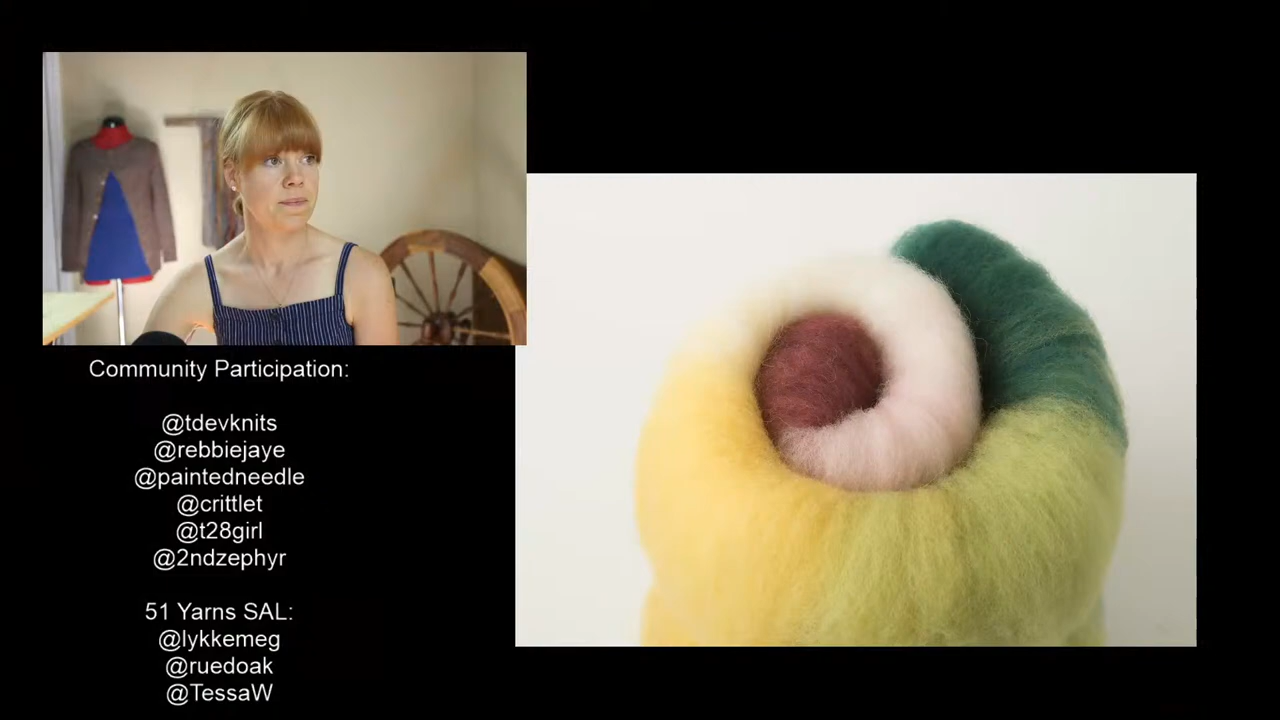 Community Participation:
@tdevknits
@rebbiejaye
@paintedneedle
@crittlet
@t28girl
@2ndzephyr
51 Yarns SAL:
@lykkemeg
@ruedoak
@TessaW